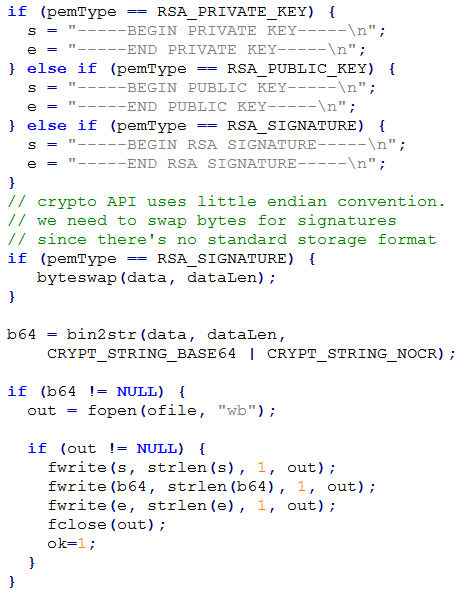 if (pemType == RSA_PRIVATE_KEY) {
  s = "-----BEGIN PRIVATE KEY-----\n";
  e = "-----END PRIVATE KEY-----\n";
} else if (pemType == RSA_PUBLIC_KEY) {
  s = "-----BEGIN PUBLIC KEY-----\n";
  e = "-----END PUBLIC KEY-----\n";
} else if (pemType == RSA_SIGNATURE) {
  s = "-----BEGIN RSA SIGNATURE-----\n";
  e = "-----END RSA SIGNATURE-----\n";
}
// crypto API uses little endian convention.
// we need to swap bytes for signatures
// since there's no standard storage format
if (pemType == RSA_SIGNATURE) {
   byteswap(data, dataLen);
}

b64 = bin2str(data, dataLen,
    CRYPT_STRING_BASE64 | CRYPT_STRING_NOCR);

if (b64 != NULL) {
  out = fopen(ofile, "wb");

  if (out != NULL) {
    fwrite(s, strlen(s), 1, out);
    fwrite(b64, strlen(b64), 1, out);
    fwrite(e, strlen(e), 1, out);
    fclose(out);
    ok=1;
  }
}